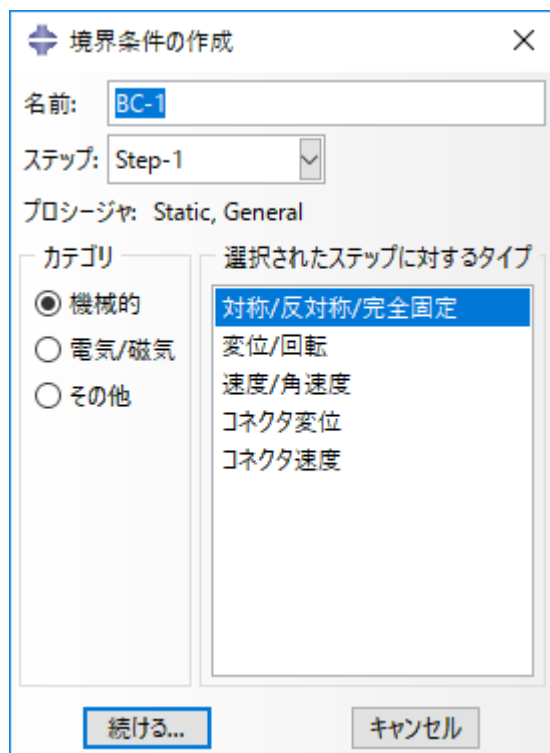 境界条件の作成
名前: BC-1
ステップ: Step-1
プロシージャ: Static, General
カテゴリ
機械的
電気/磁気
その他
選択されたステップに対するタイプ
対称/反対称/完全固定
変位/回転
速度/角速度
コネクタ変位
コネクタ速度
続ける...
キャンセル